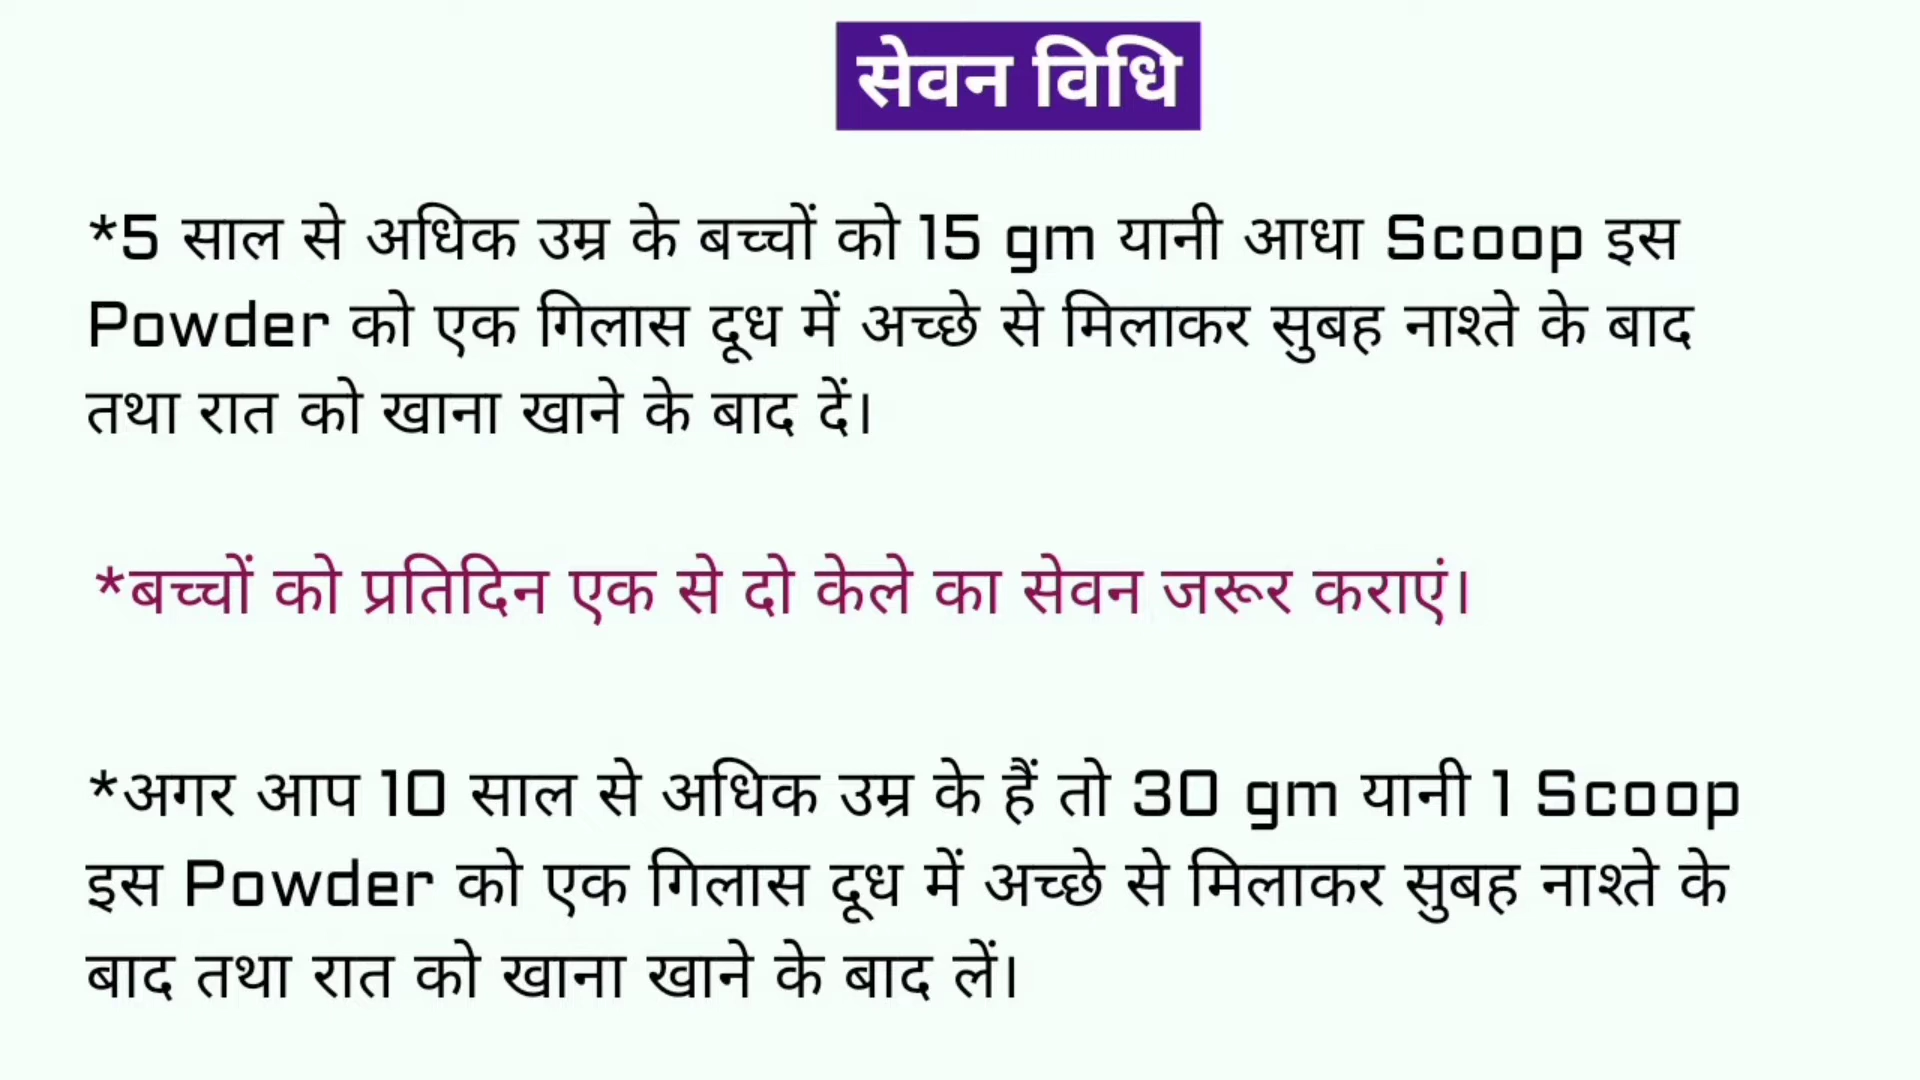 सेवन विधि
*5 साल से अधिक उम्र के बच्चों को 15 gm यानी आधा Scoop इस
Powder को एक गिलास दूध में अच्छे से मिलाकर सुबह नाश्ते के बाद
तथा रात को खाना खाने के बाद दें।
*बच्चों को प्रतिदिन एक से दो केले का सेवन जरूर कराएं।
*अगर आप 10 साल से अधिक उम्र के हैं तो 30 gm यानी 1 Scoop
इस Powder को एक गिलास दूध में अच्छे से मिलाकर सुबह नाश्ते के
बाद तथा रात को खाना खाने के बाद लें।